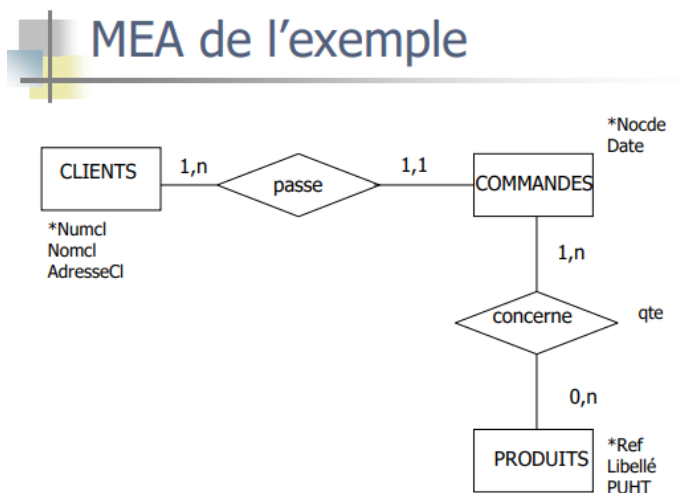 MEA de l'exemple
*Nocde
Date
CLIENTS
1,n
passe
1,1
COMMANDES
*Numcl
Nomcl
AdresseCl
1,n
concerne
qte
0,n
PRODUITS
*Ref
Libellé
PUHT